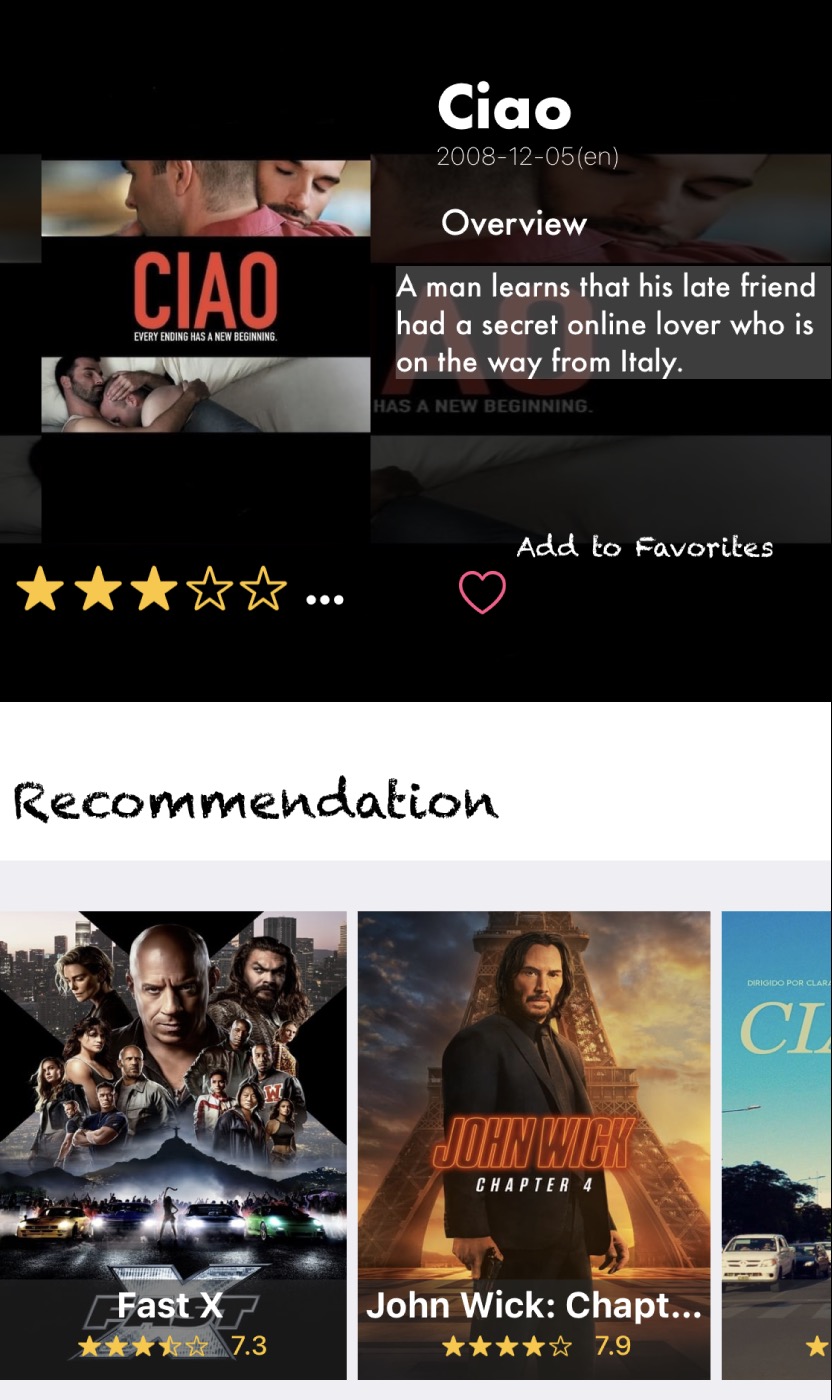 Ciao
2008-12-05(en)
Overview
A man learns that his late friend
had a secret online lover who is
on the way from Italy.
CIAO
EVERY ENDING HAS A NEW BEGINNING.
HAS A NEW BEGINNING.
Add to Favorites
...
Recommendation
W
FAST X
Fast X
7.3
JOHN WICK
CHAPTER 4
John Wick: Chapt...
7.9
DIRIGIDO POR CLARA